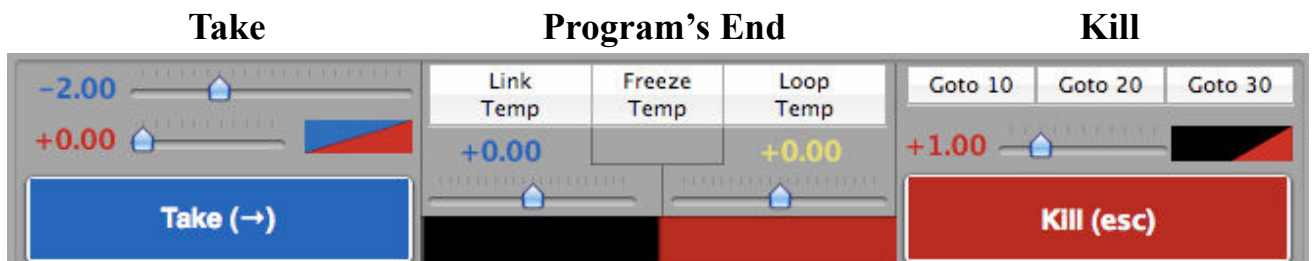 Take Program’s End Kill
-2.00 Link Temp Freeze Temp Loop Temp Goto 10 Goto 20 Goto 30
+0.00 +0.00 +0.00 +1.00
Take (→) Kill (esc)